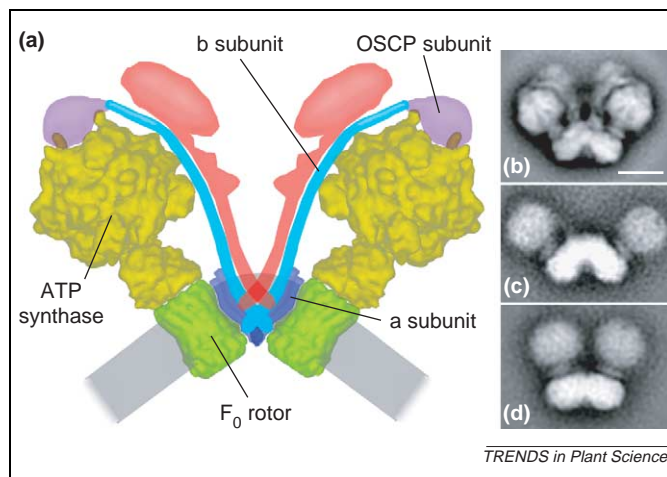 (a)
b subunit
OSCP subunit
ATP
synthase
a subunit
F0 rotor
(b)
(c)
(d)
TRENDS in Plant Science